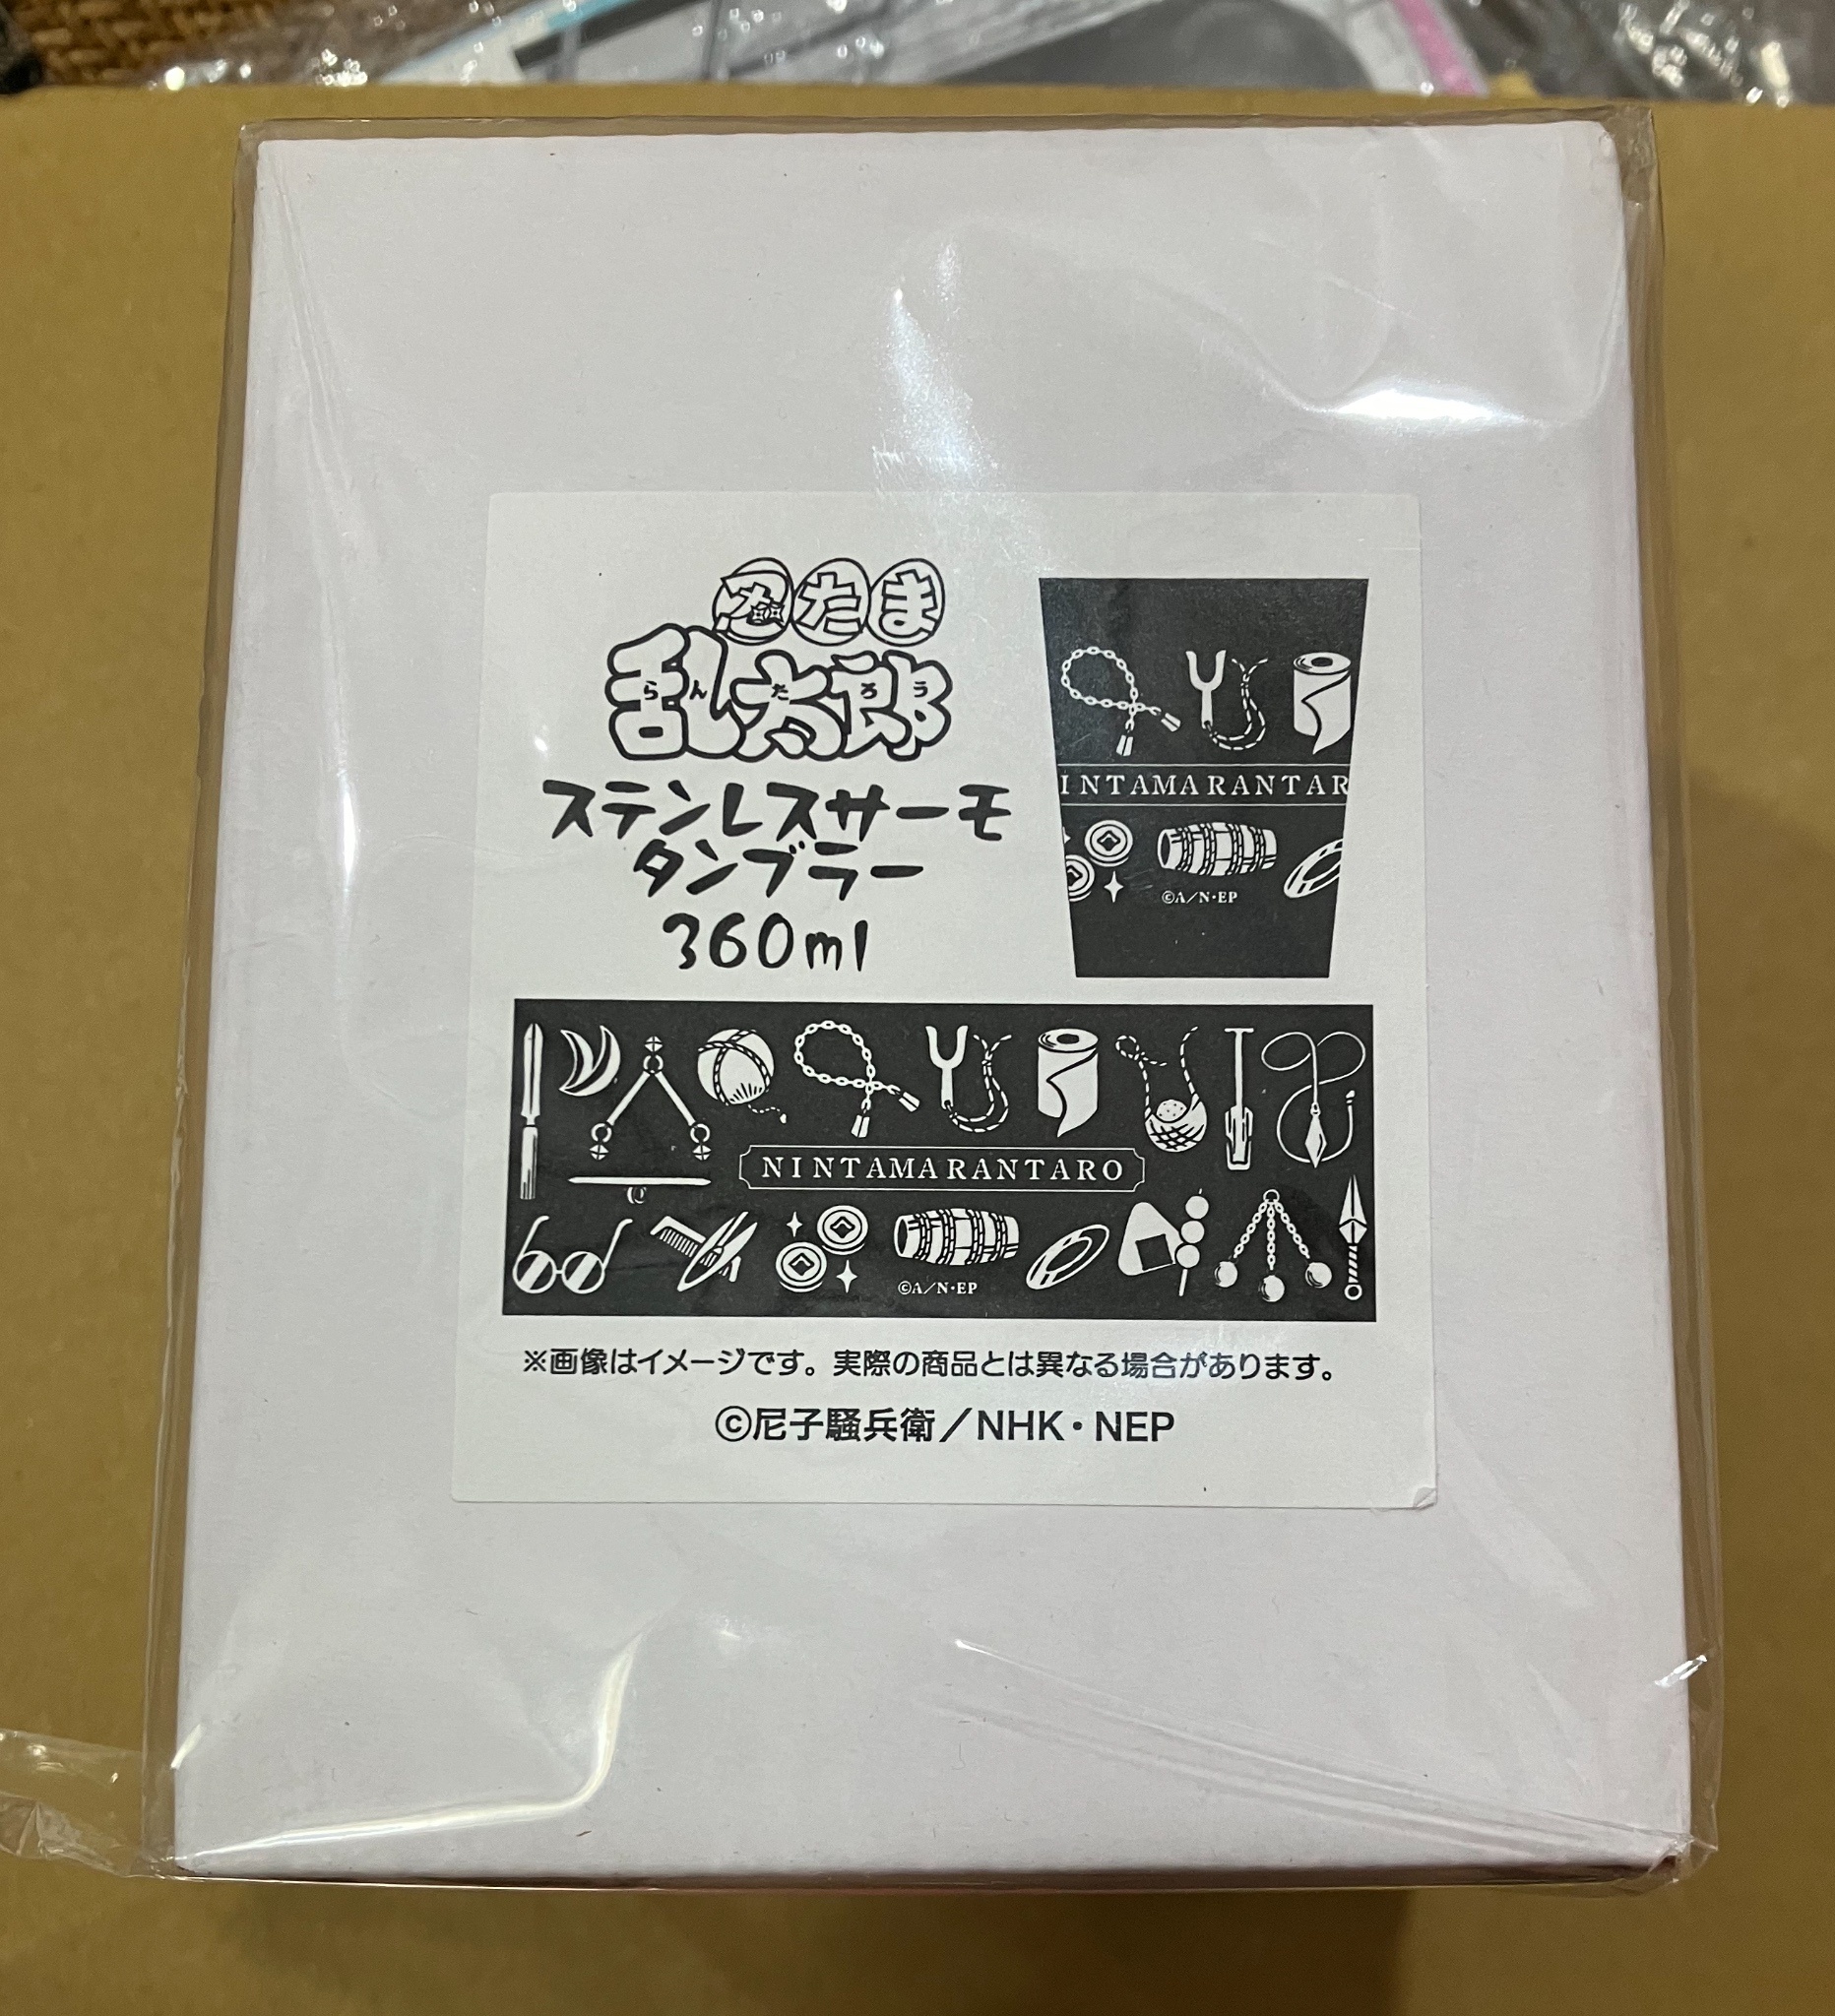 忍たま
乱太郎
らんたろう
ステンレスサーモ
タンブラー
360ml
INTAMARANTAR
©A/N・EP
NINTAMARANTARO
©A/N・EP
※画像はイメージです。実際の商品とは異なる場合があります。
©尼子騒兵衛/NHK・NEP